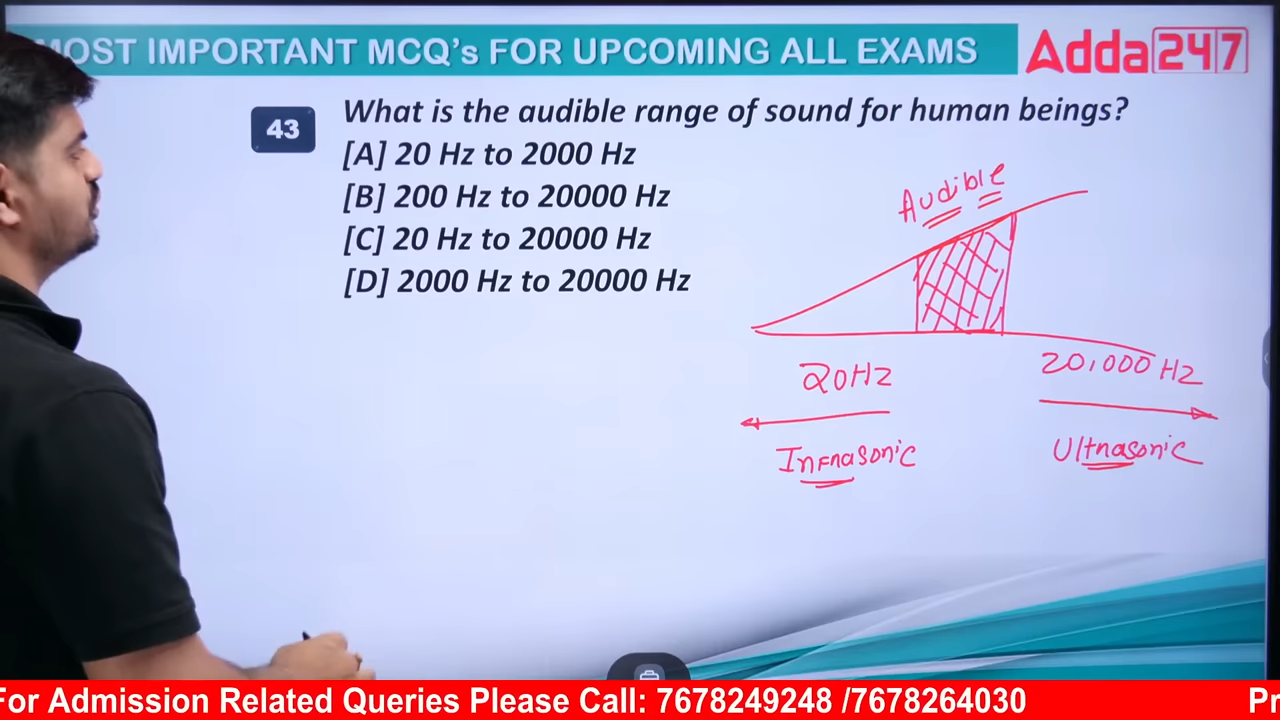 MOST IMPORTANT MCQ's FOR UPCOMING ALL EXAMS
Adda247
43
What is the audible range of sound for human beings?
[A] 20 Hz to 2000 Hz
[B] 200 Hz to 20000 Hz
[C] 20 Hz to 20000 Hz
[D] 2000 Hz to 20000 Hz
Audible
20Hz
20,000 Hz
Infrasonic
Ultrasonic
For Admission Related Queries Please Call: 7678249248 /7678264030